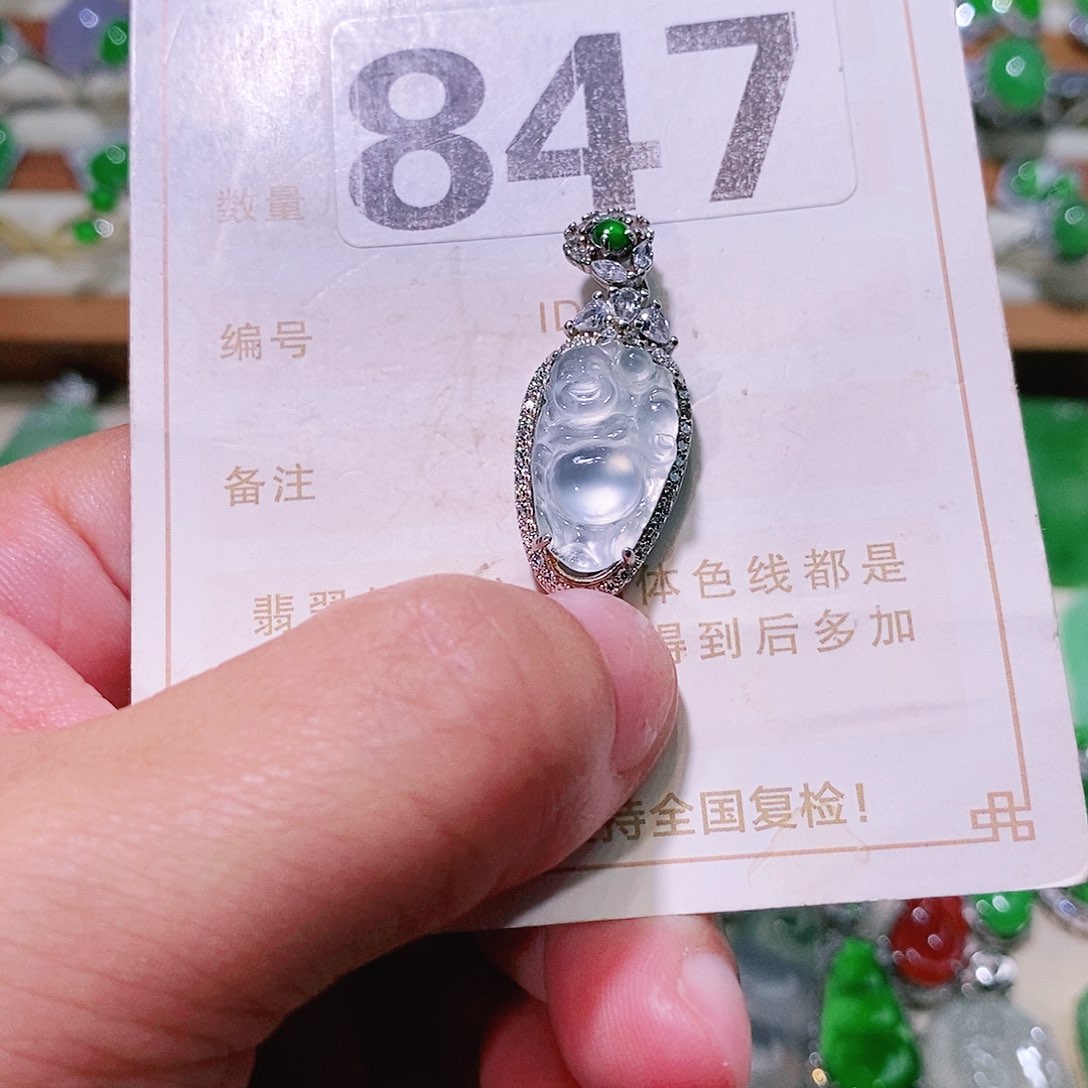 847
数量
编号 ID
备注
翡翠 体色线都是
得到后多加
持全国复检！